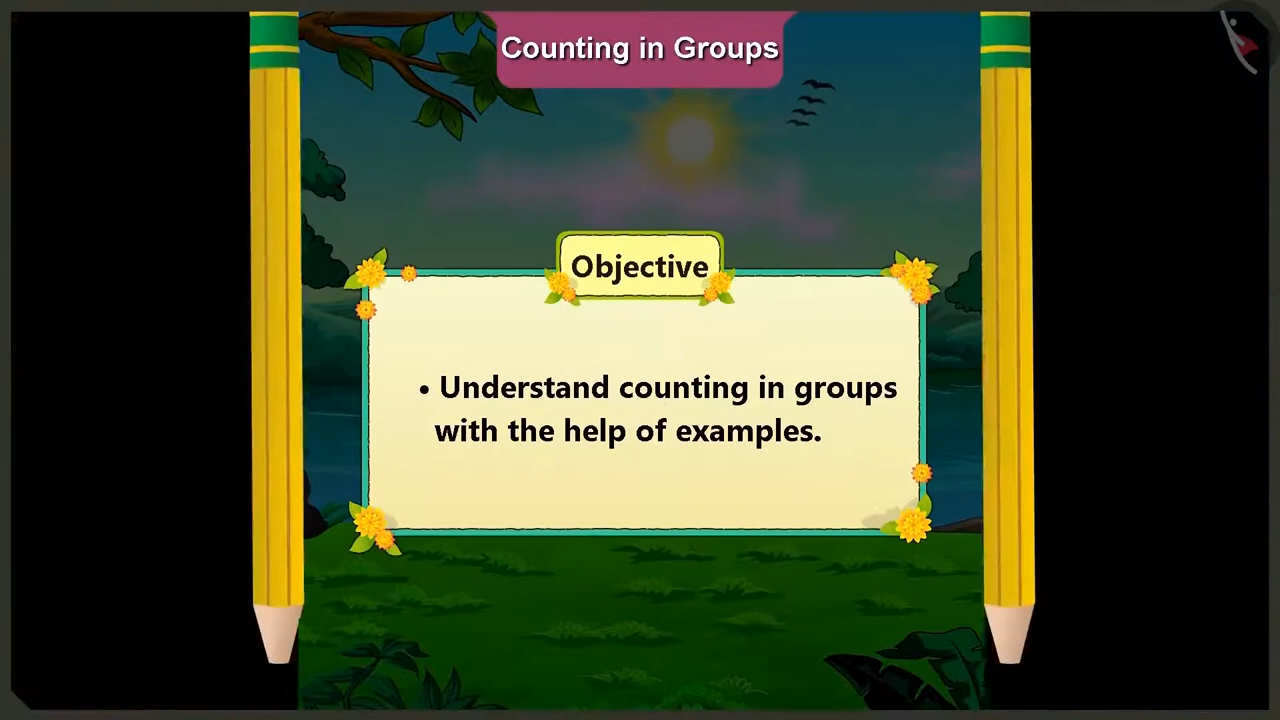 Counting in Groups
Objective
• Understand counting in groups
with the help of examples.